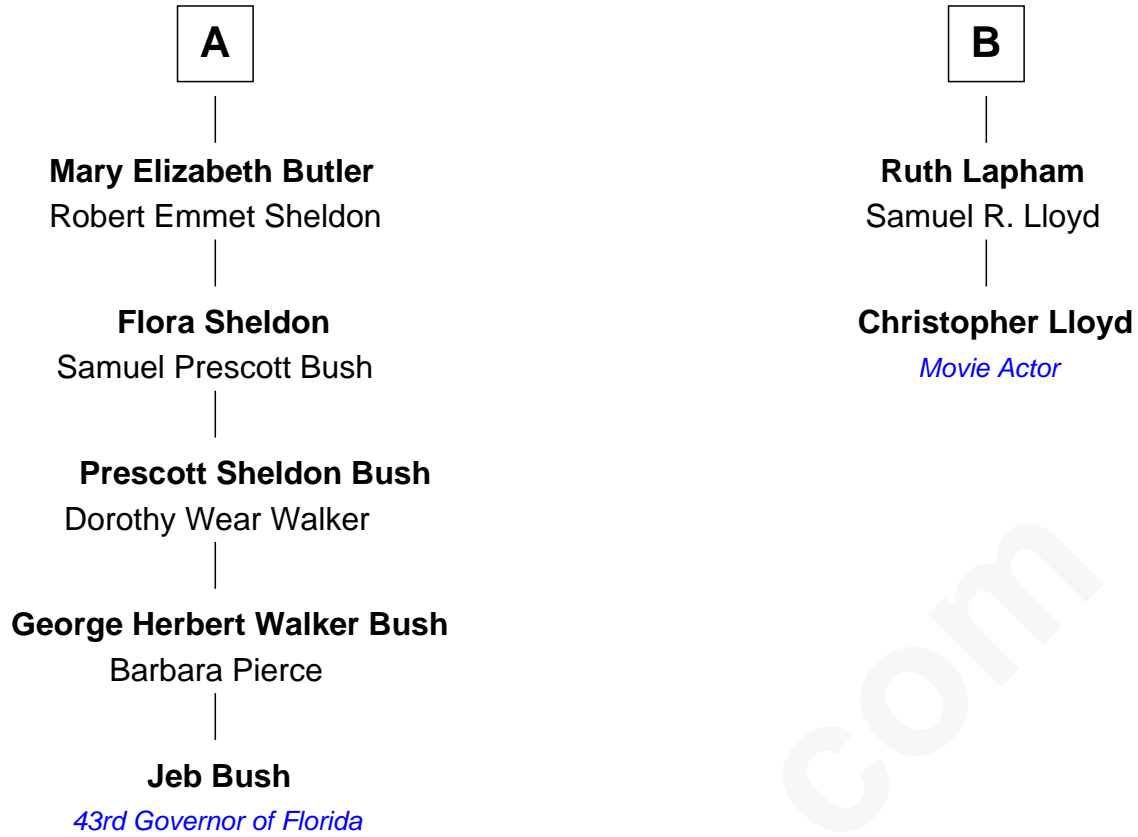 A
Mary Elizabeth Butler
Robert Emmet Sheldon
Flora Sheldon
Samuel Prescott Bush
Prescott Sheldon Bush
Dorothy Wear Walker
George Herbert Walker Bush
Barbara Pierce
Jeb Bush
43rd Governor of Florida
B
Ruth Lapham
Samuel R. Lloyd
Christopher Lloyd
Movie Actor
com